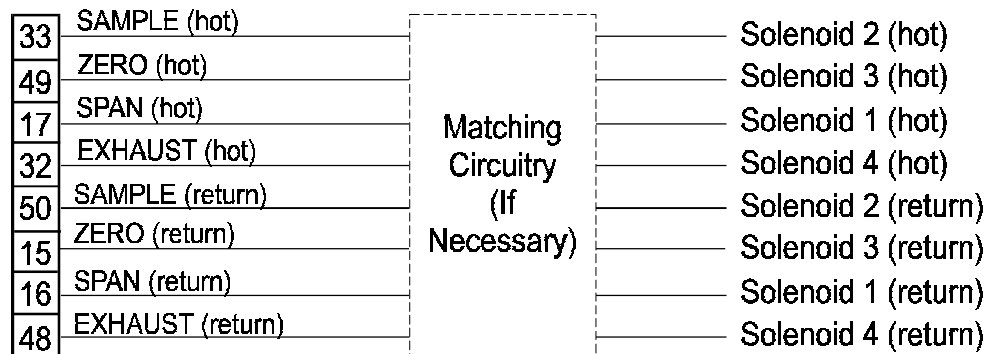 33 SAMPLE (hot) Solenoid 2 (hot)
49 ZERO (hot) Solenoid 3 (hot)
17 SPAN (hot) Solenoid 1 (hot)
32 EXHAUST (hot) Solenoid 4 (hot)
50 SAMPLE (return) Solenoid 2 (return)
15 ZERO (return) Solenoid 3 (return)
16 SPAN (return) Solenoid 1 (return)
48 EXHAUST (return) Solenoid 4 (return)
Matching
Circuitry
(If
Necessary)